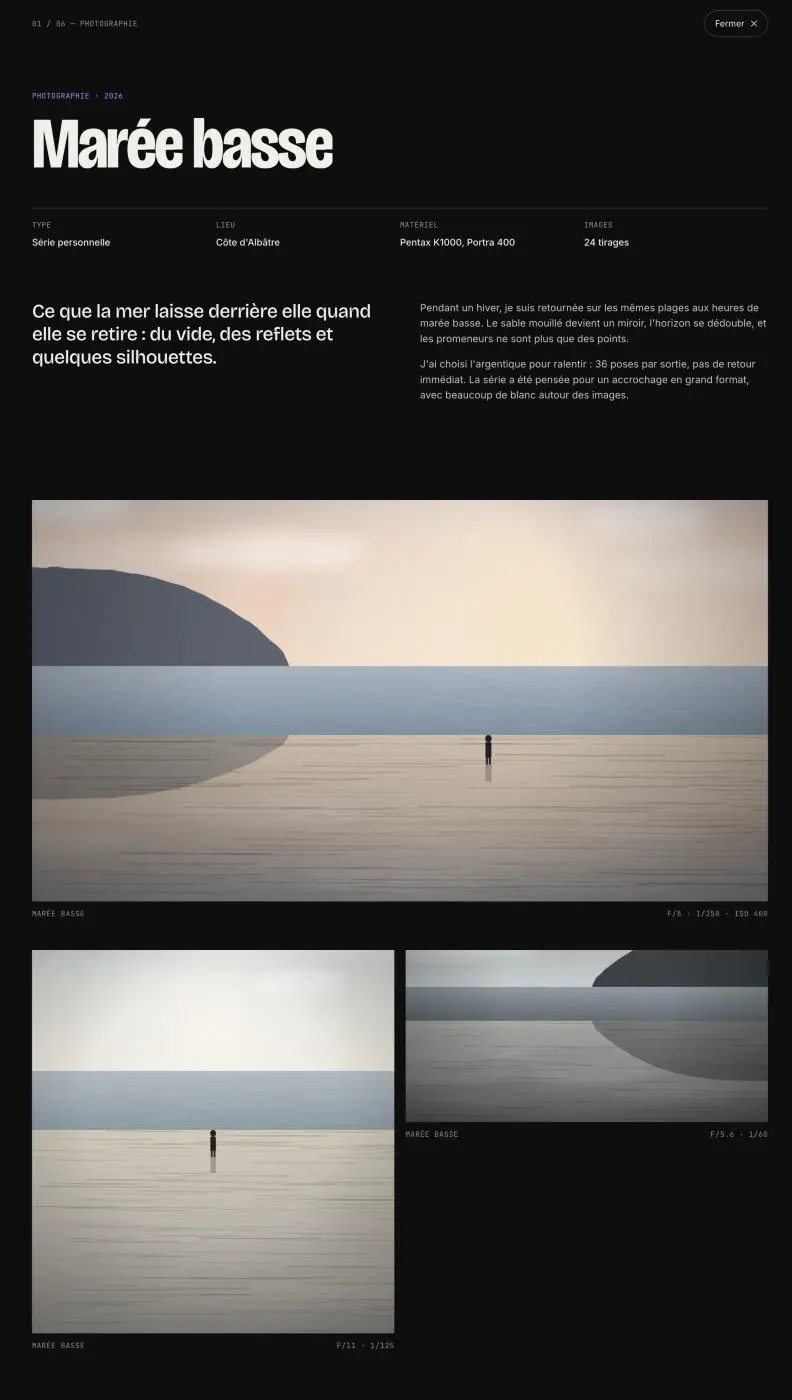 01 / 06 — PHOTOGRAPHIE
Fermer ×
PHOTOGRAPHIE · 2026
Marée basse
TYPE
Série personnelle
LIEU
Côte d'Albâtre
MATÉRIEL
Pentax K1000, Portra 400
IMAGES
24 tirages
Ce que la mer laisse derrière elle quand
elle se retire : du vide, des reflets et
quelques silhouettes.
Pendant un hiver, je suis retournée sur les mêmes plages aux heures de
marée basse. Le sable mouillé devient un miroir, l'horizon se dédouble, et
les promeneurs ne sont plus que des points.
J'ai choisi l'argentique pour ralentir : 36 poses par sortie, pas de retour
immédiat. La série a été pensée pour un accrochage en grand format,
avec beaucoup de blanc autour des images.
MARÉE BASSE
F/8 · 1/250 · ISO 400
MARÉE BASSE
F/5.6 · 1/60
MARÉE BASSE
F/11 · 1/125